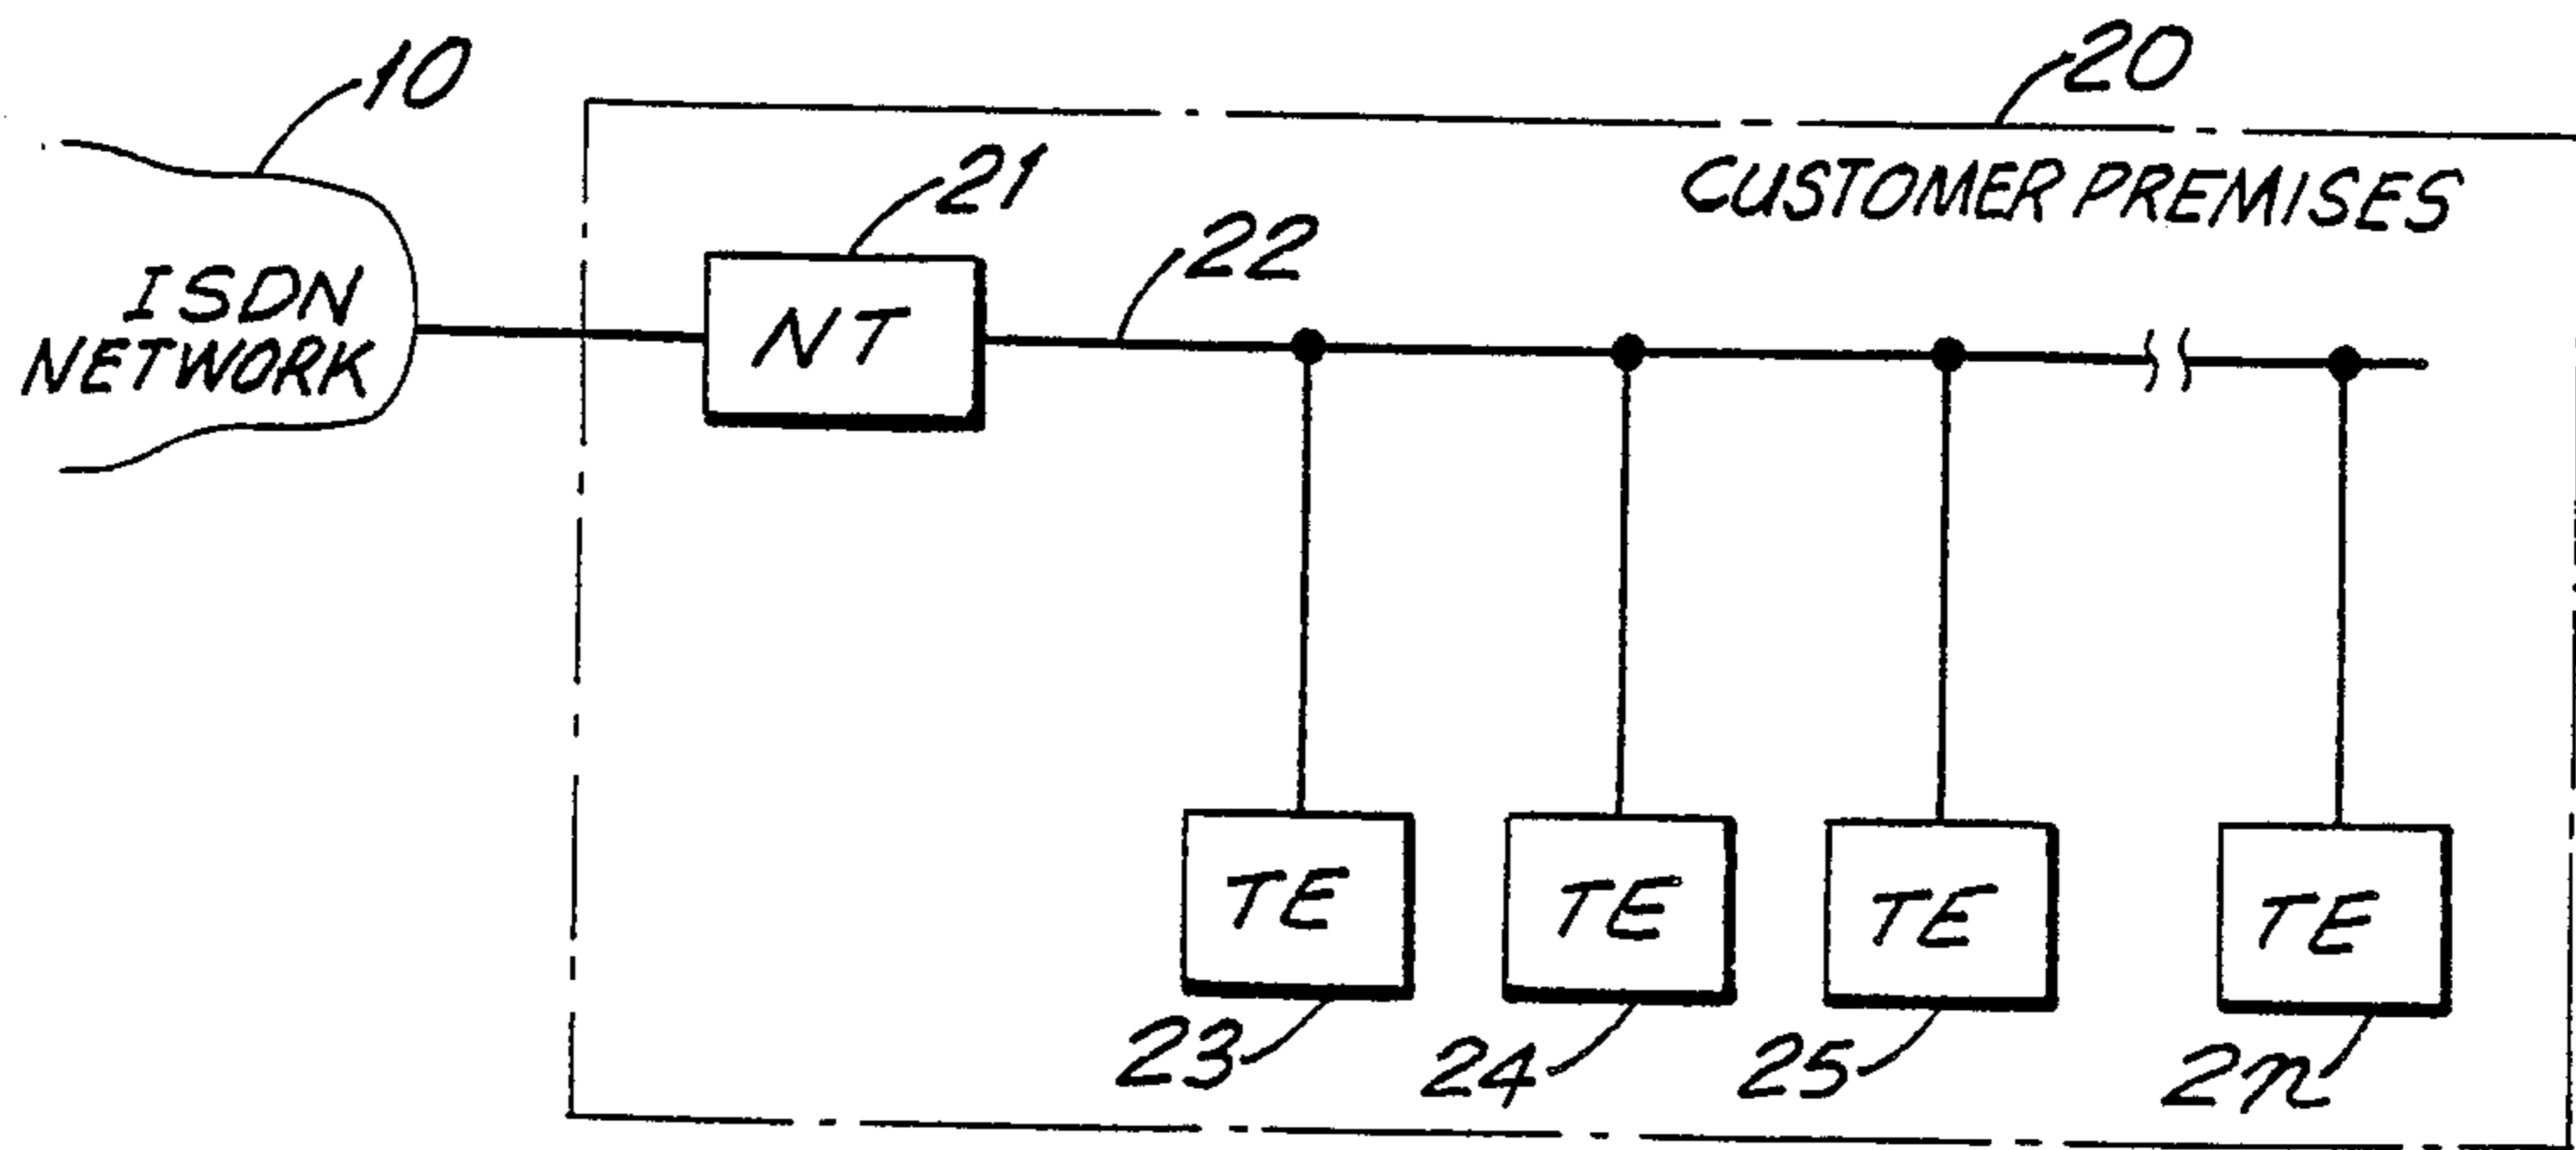 10
20
CUSTOMER PREMISES
21
22
ISDN
NETWORK
NT
TE
TE
TE
TE
23
24
25
2n